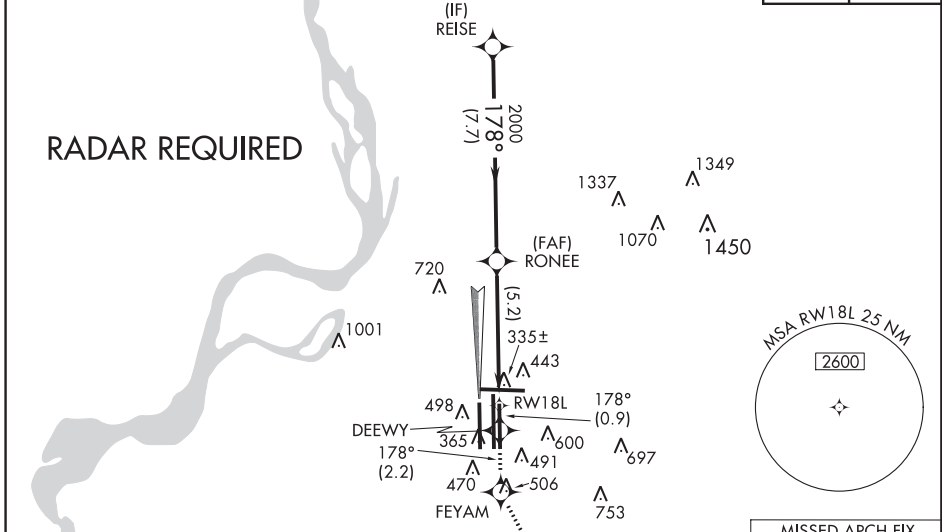 (IF)
REISE
RADAR REQUIRED
2000
178°
(7.7)
1349
1337
1070
1450
(FAF)
RONEE
720
(5.2)
1001
335±
443
MSA RW18L 25 NM
2600
RW18L
178°
(0.9)
498
DEEWY
365
600
697
178°
(2.2)
491
470
506
FEYAM
753
MISSED APCH FIX